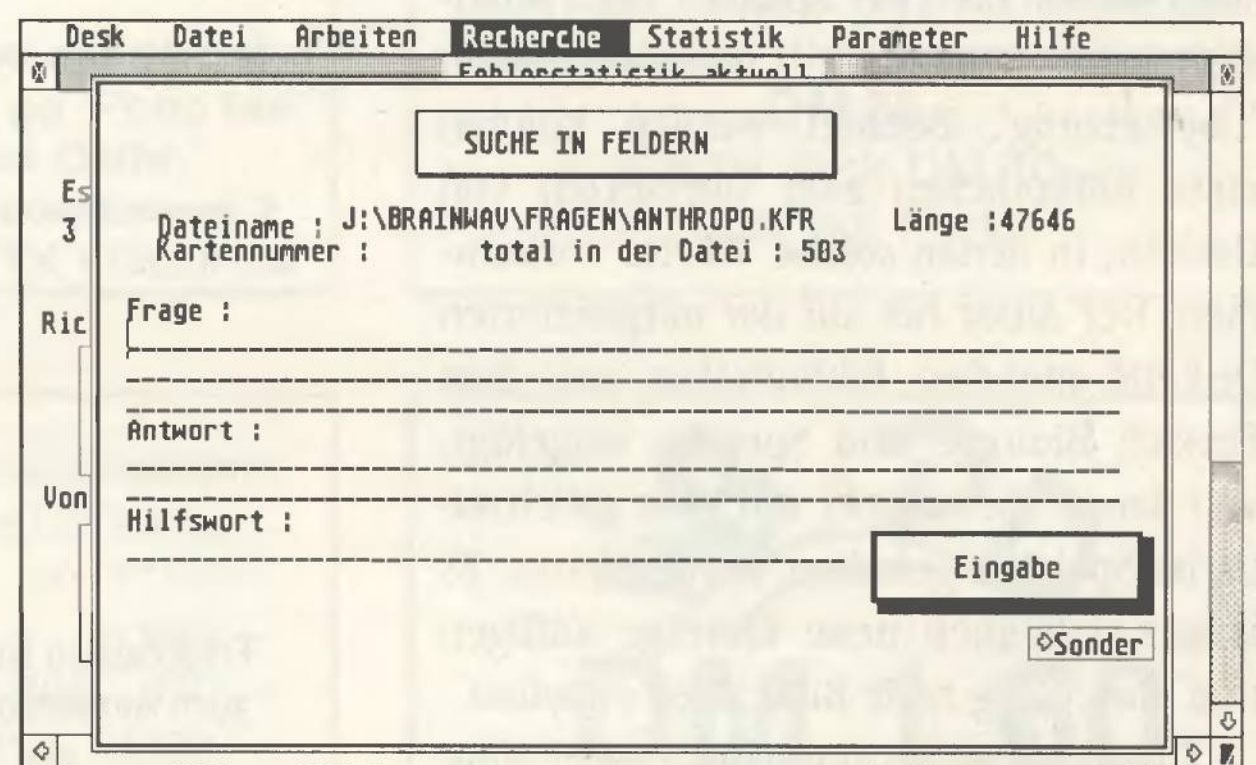 Desk Datei Arbeiten Recherche Statistik Parameter Hilfe
Fehlerstatistik aktuell
SUCHE IN FELDERN
Es
3
Dateiname : J:\BRAINWAV\FRAGEN\ANTHROPO.KFR Länge :47646
Kartennummer : total in der Datei : 503
Ric
Frage :
Antwort :
Von
Hilfswort :
Eingabe
Sonder